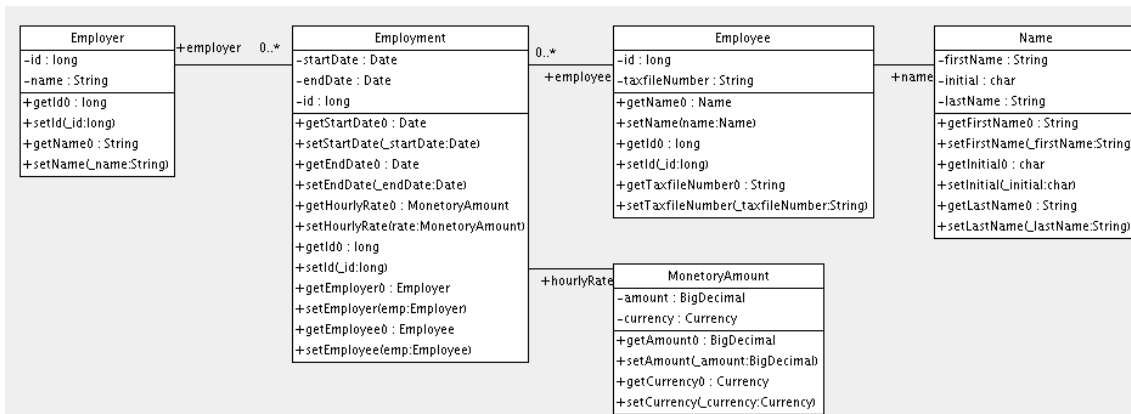 Employer
-id : long
-name : String
+getId() : long
+setId(_id:long)
+getName() : String
+setName(_name:String)
+employer
0..*
Employment
-startDate : Date
-endDate : Date
-id : long
+getStartDate() : Date
+setStartDate(_startDate:Date)
+getEndDate() : Date
+setEndDate(_endDate:Date)
+getHourlyRate() : MonetoryAmount
+setHourlyRate(rate:MonetoryAmount)
+getId() : long
+setId(_id:long)
+getEmployer() : Employer
+setEmployer(emp:Employer)
+getEmployee() : Employee
+setEmployee(emp:Employee)
0..*
+employee
Employee
-id : long
-taxfileNumber : String
+getName() : Name
+setName(name:Name)
+getId() : long
+setId(_id:long)
+getTaxfileNumber() : String
+setTaxfileNumber(_taxfileNumber:String)
+name
Name
-firstName : String
-initial : char
-lastName : String
+getFirstName() : String
+setFirstName(_firstName:String
+getInitial() : char
+setInitial(_initial:char)
+getLastName() : String
+setLastName(_lastName:String)
+hourlyRate
MonetoryAmount
-amount : BigDecimal
-currency : Currency
+getAmount() : BigDecimal
+setAmount(_amount:BigDecimal)
+getCurrency() : Currency
+setCurrency(_currency:Currency)